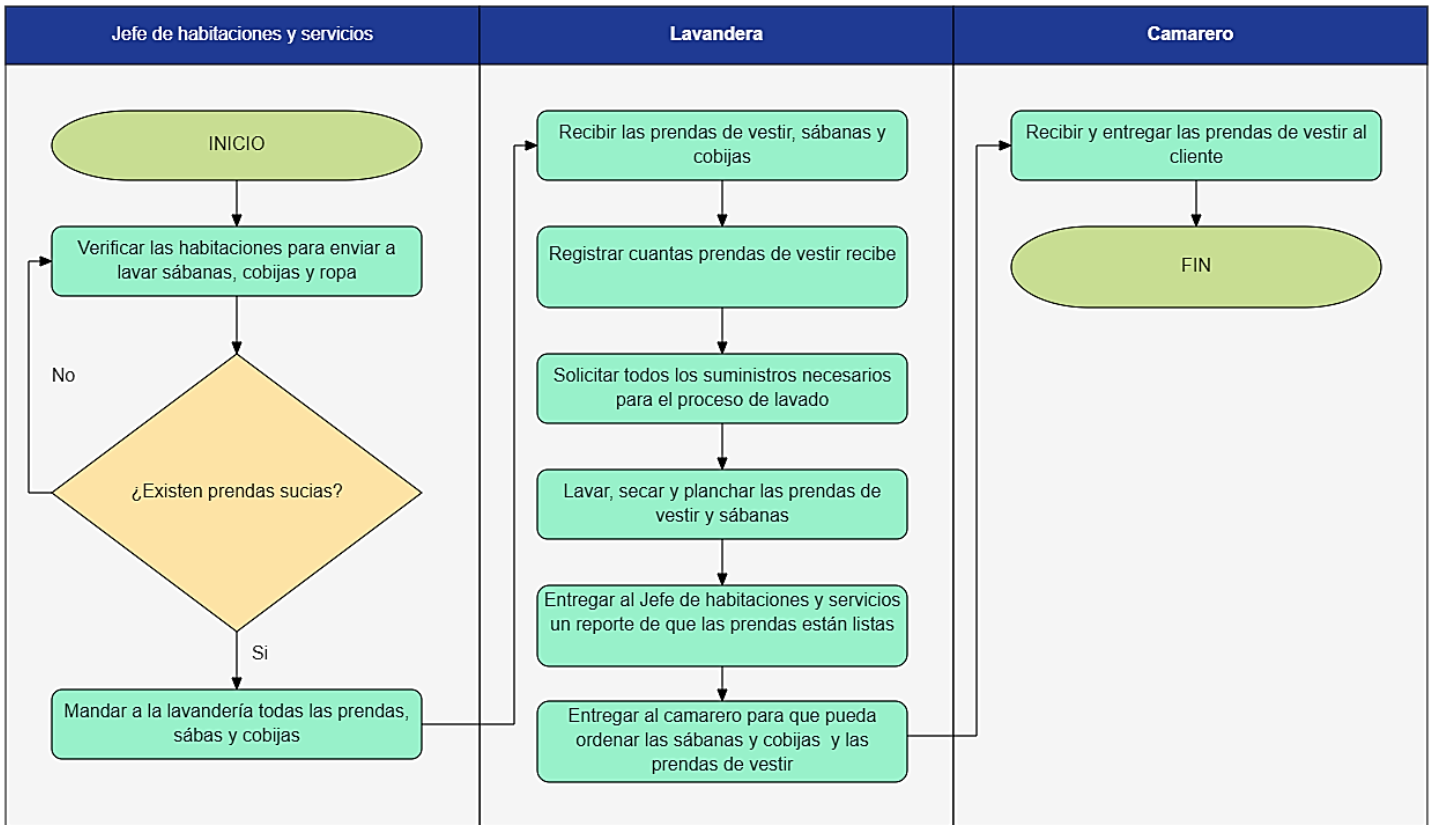 Jefe de habitaciones y servicios
Lavandera
Camarero
INICIO
Verificar las habitaciones para enviar a
lavar sábanas, cobijas y ropa
No
¿Existen prendas sucias?
Si
Mandar a la lavandería todas las prendas,
sábas y cobijas
Recibir las prendas de vestir, sábanas y
cobijas
Registrar cuantas prendas de vestir recibe
Solicitar todos los suministros necesarios
para el proceso de lavado
Lavar, secar y planchar las prendas de
vestir y sábanas
Entregar al Jefe de habitaciones y servicios
un reporte de que las prendas están listas
Entregar al camarero para que pueda
ordenar las sábanas y cobijas y las
prendas de vestir
Recibir y entregar las prendas de vestir al
cliente
FIN